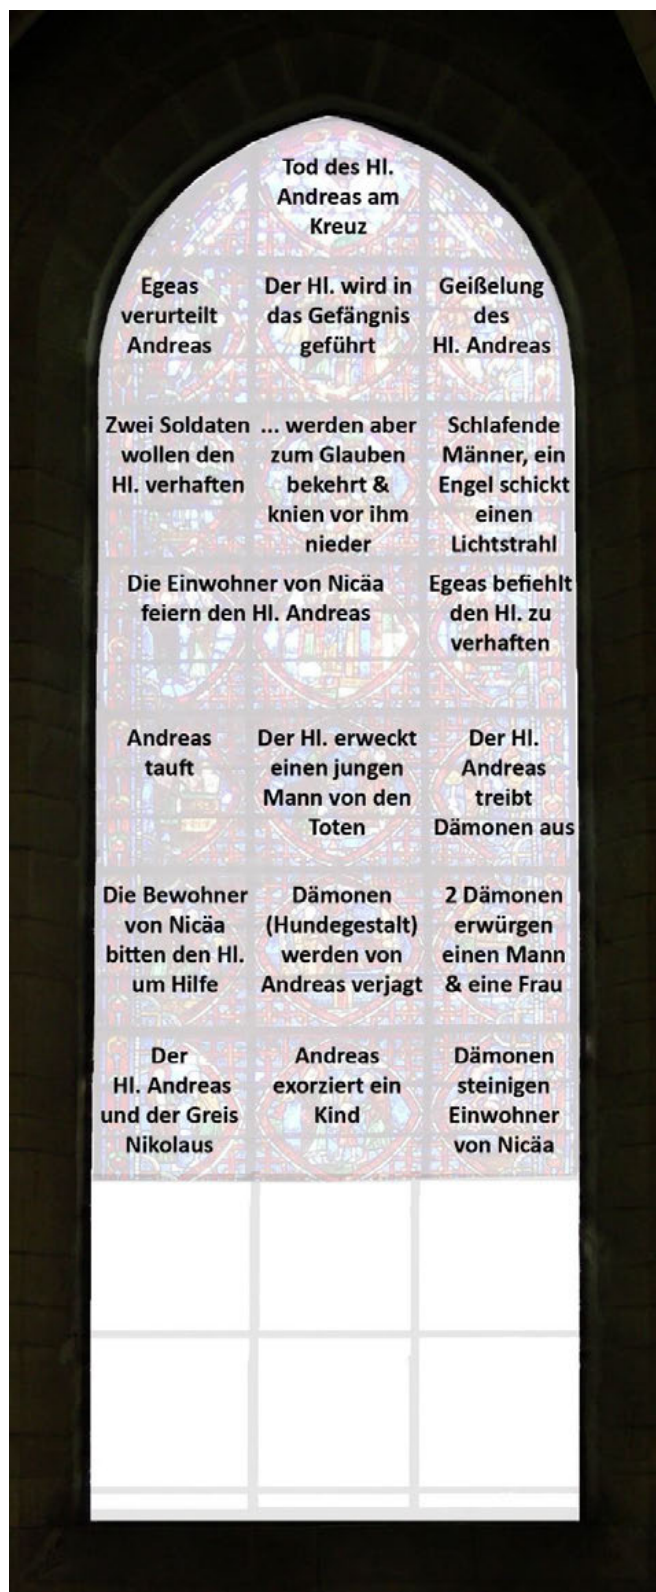 Tod des Hl.
Andreas am
Kreuz
Egeas
verurteilt
Andreas
Der Hl. wird in
das Gefängnis
geführt
Geißelung
des
Hl. Andreas
Zwei Soldaten
wollen den
Hl. verhaften
... werden aber
zum Glauben
bekehrt &
knien vor ihm
nieder
Schlafende
Männer, ein
Engel schickt
einen
Lichtstrahl
Die Einwohner von Nicäa
feiern den Hl. Andreas
Egeas befiehlt
den Hl. zu
verhaften
Andreas
tauft
Der Hl. erweckt
einen jungen
Mann von den
Toten
Der Hl.
Andreas
treibt
Dämonen aus
Die Bewohner
von Nicäa
bitten den Hl.
um Hilfe
Dämonen
(Hundegestalt)
werden von
Andreas verjagt
2 Dämonen
erwürgen
einen Mann
& eine Frau
Der
Hl. Andreas
und der Greis
Nikolaus
Andreas
exorziert ein
Kind
Dämonen
steinigen
Einwohner
von Nicäa